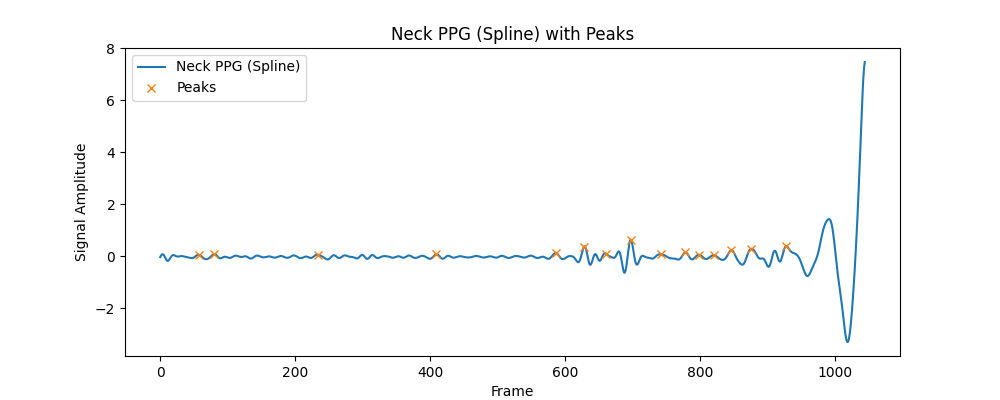 Neck PPG (Spline) with Peaks
Neck PPG (Spline)
Peaks
8
6
4
2
0
−2
Signal Amplitude
0 200 400 600 800 1000
Frame